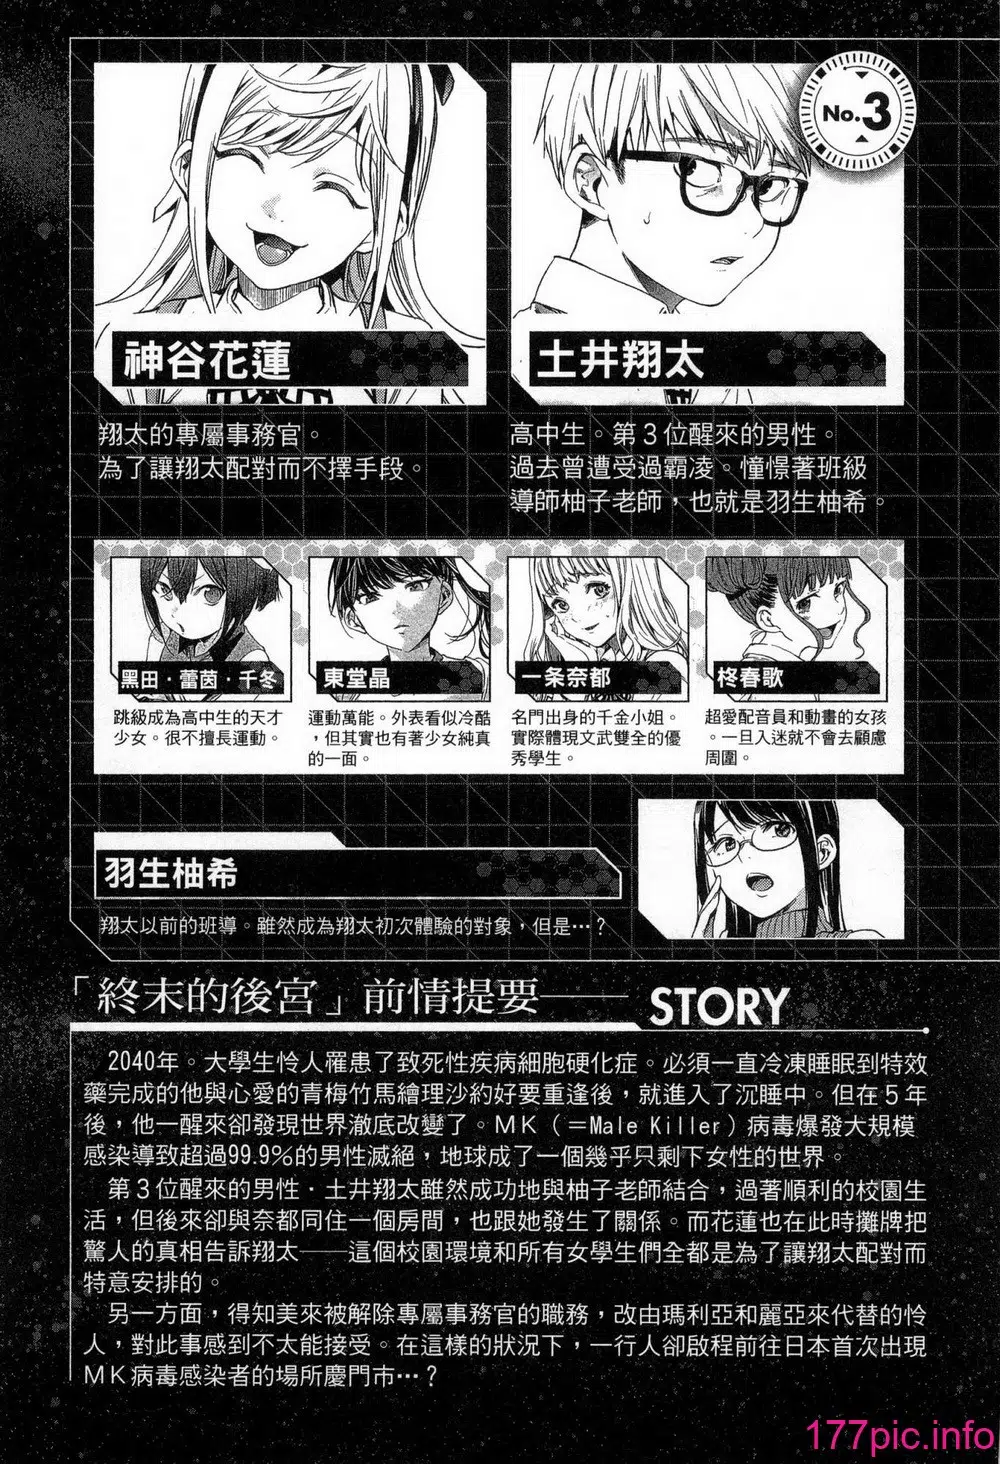 No.3
神谷花蓮
翔太的專屬事務官。
為了讓翔太配對而不擇手段。
土井翔太
高中生。第3位醒來的男性。
過去曾遭受過霸凌。憧憬著班級
導師柚子老師，也就是羽生柚希。
黑田·蕾茵·千冬
跳級成為高中生的天才
少女。很不擅長運動。
東堂晶
運動萬能。外表看似冷酷
，但其實也有著少女純真
的一面。
一条奈都
名門出身的千金小姐。
實際體現文武雙全的優
秀學生。
柊春歌
超愛配音員和動畫的女孩
。一旦入迷就不會去顧慮
周圍。
羽生柚希
翔太以前的班導。雖然成為翔太初次體驗的對象，但是…？
「終末的後宮」前情提要── STORY
2040年。大學生怜人罹患了致死性疾病細胞硬化症。必須一直冷凍睡眠到特效
藥完成的他與心愛的青梅竹馬繪理沙約好要重逢後，就進入了沉睡中。但在5年
後，他一醒來卻發現世界澈底改變了。MK（＝Male Killer）病毒爆發大規模
感染導致超過99.9%的男性滅絕，地球成了一個幾乎只剩下女性的世界。
第3位醒來的男性·土井翔太雖然成功地與柚子老師結合，過著順利的校園生
活，但後來卻與奈都同住一個房間，也跟她發生了關係。而花蓮也在此時攤牌把
驚人的真相告訴翔太──這個校園環境和所有女學生們全都是為了讓翔太配對而
特意安排的。
另一方面，得知美來被解除專屬事務官的職務，改由瑪利亞和麗亞來代替的怜
人，對此事感到不太能接受。在這樣的狀況下，一行人卻啟程前往日本首次出現
MK病毒感染者的場所慶門市…？
177pic.info